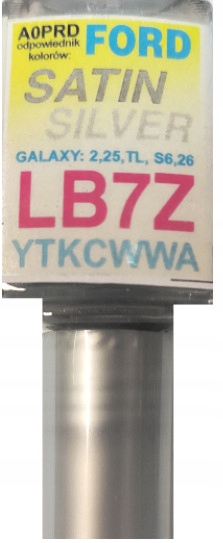 A0PRD FORD
odpowiednik
kolorów:
SATIN
SILVER
GALAXY: 2,25,TL, S6,26
LB7Z
YTKCWWA